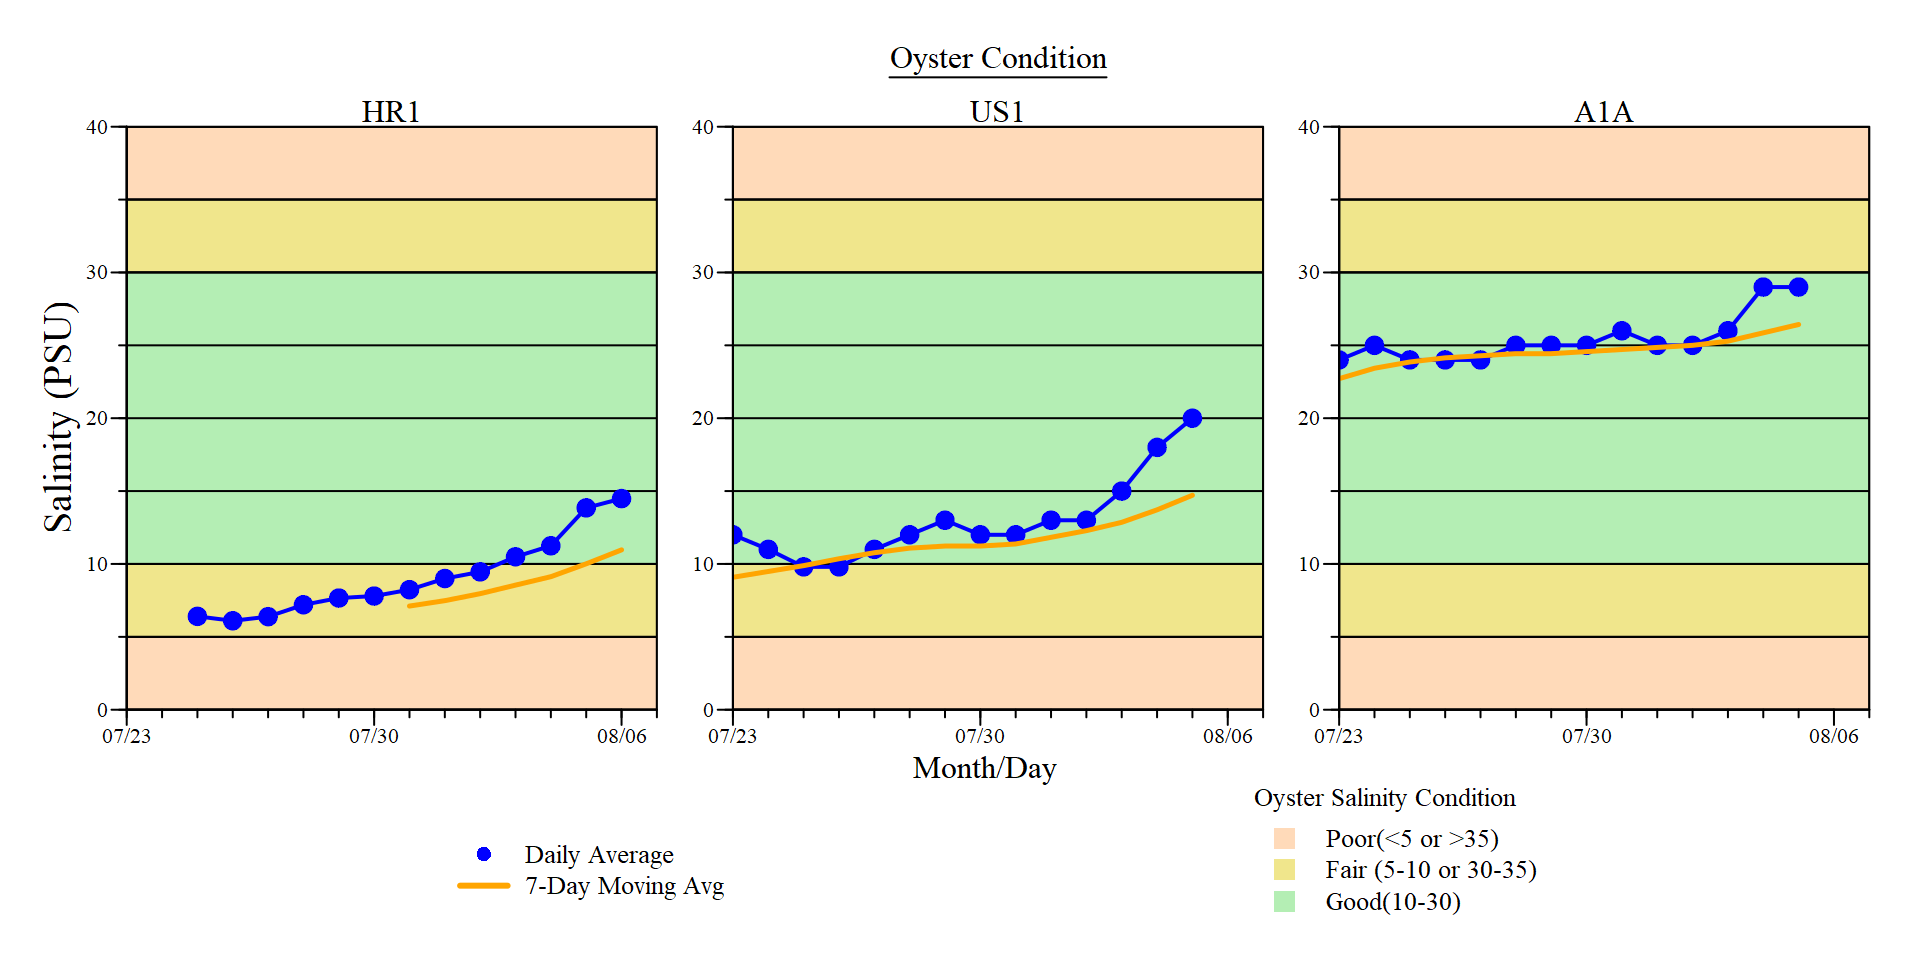 Oyster Condition
HR1
US1
A1A
Salinity (PSU)
40
30
20
10
0
07/23
07/30
08/06
40
30
20
10
0
07/23
07/30
08/06
40
30
20
10
0
07/23
07/30
08/06
Month/Day
Daily Average
7-Day Moving Avg
Oyster Salinity Condition
Poor(<5 or >35)
Fair (5-10 or 30-35)
Good(10-30)